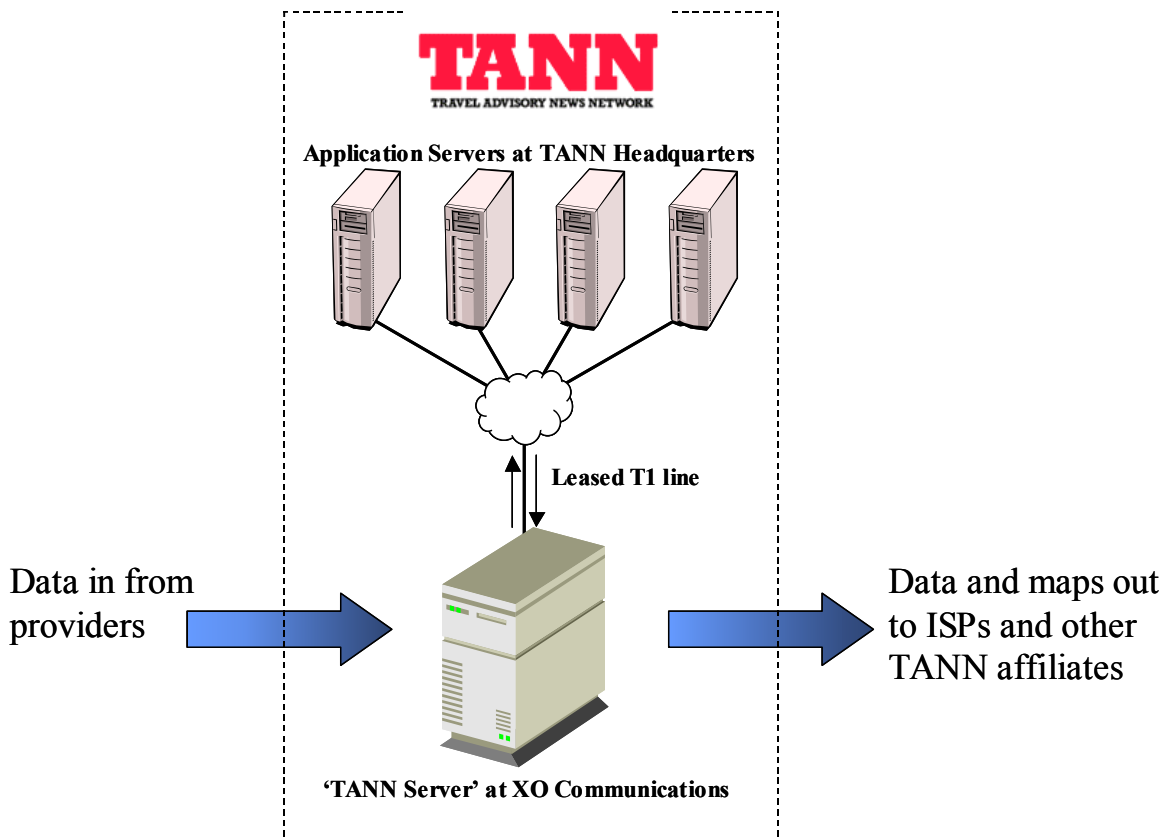 TANN
TRAVEL ADVISORY NEWS NETWORK
Application Servers at TANN Headquarters
Leased T1 line
Data in from
providers
Data and maps out
to ISPs and other
TANN affiliates
‘TANN Server’ at XO Communications